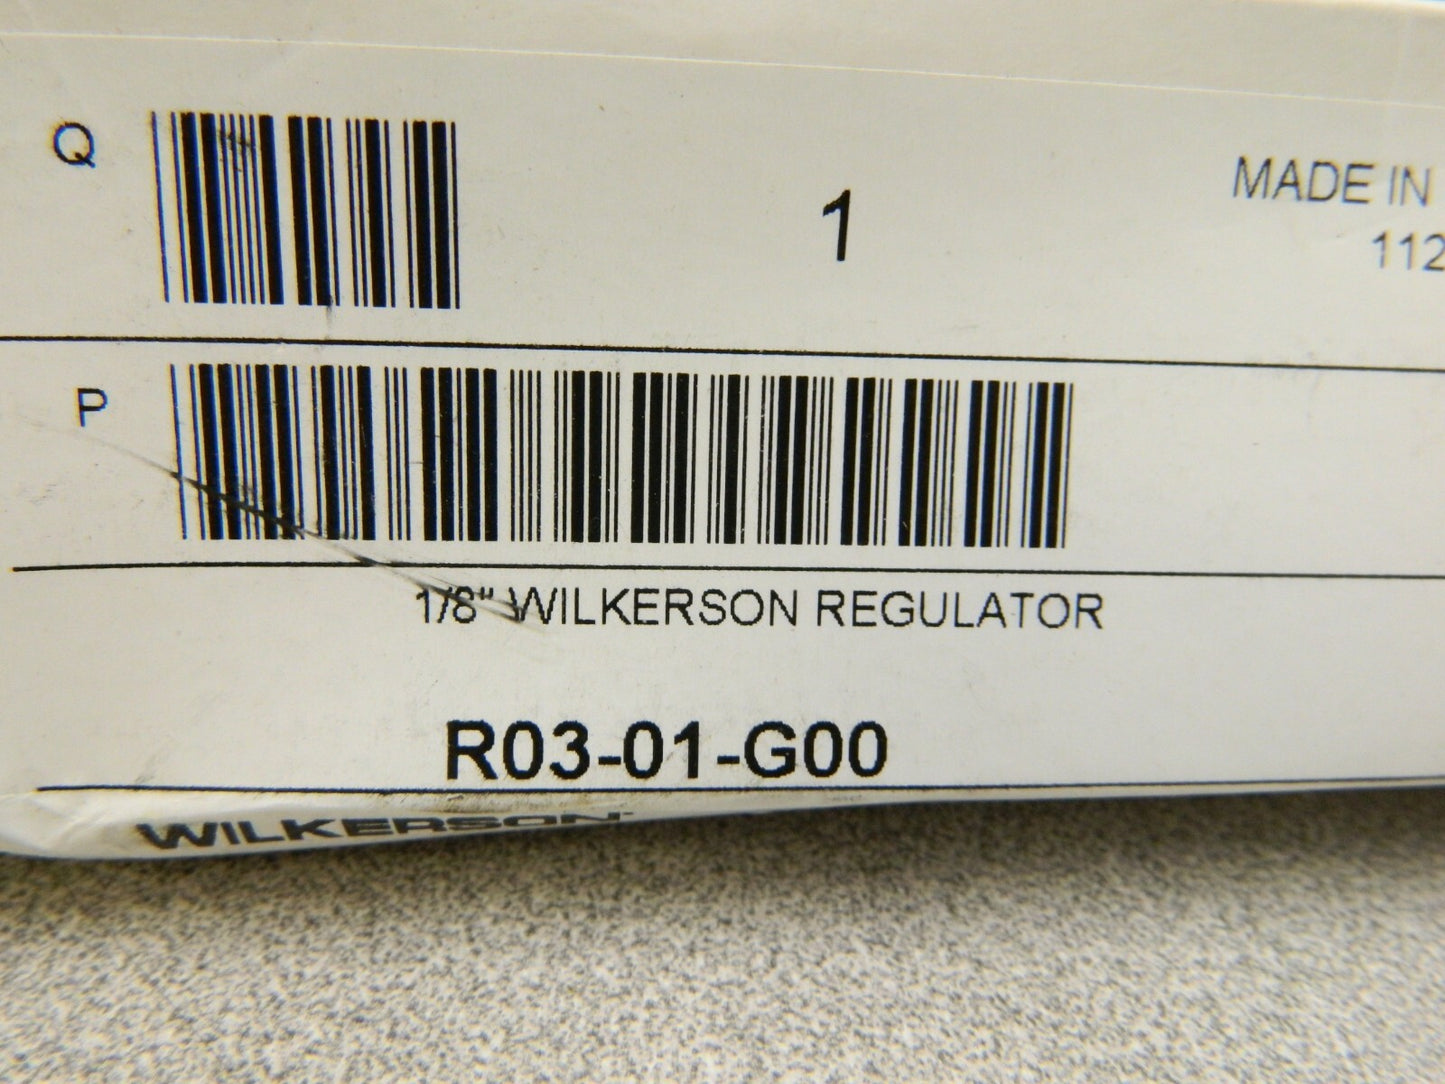 Q
1
MADE IN
112
P
1/8" WILKERSON REGULATOR
R03-01-G00
WILKERSON